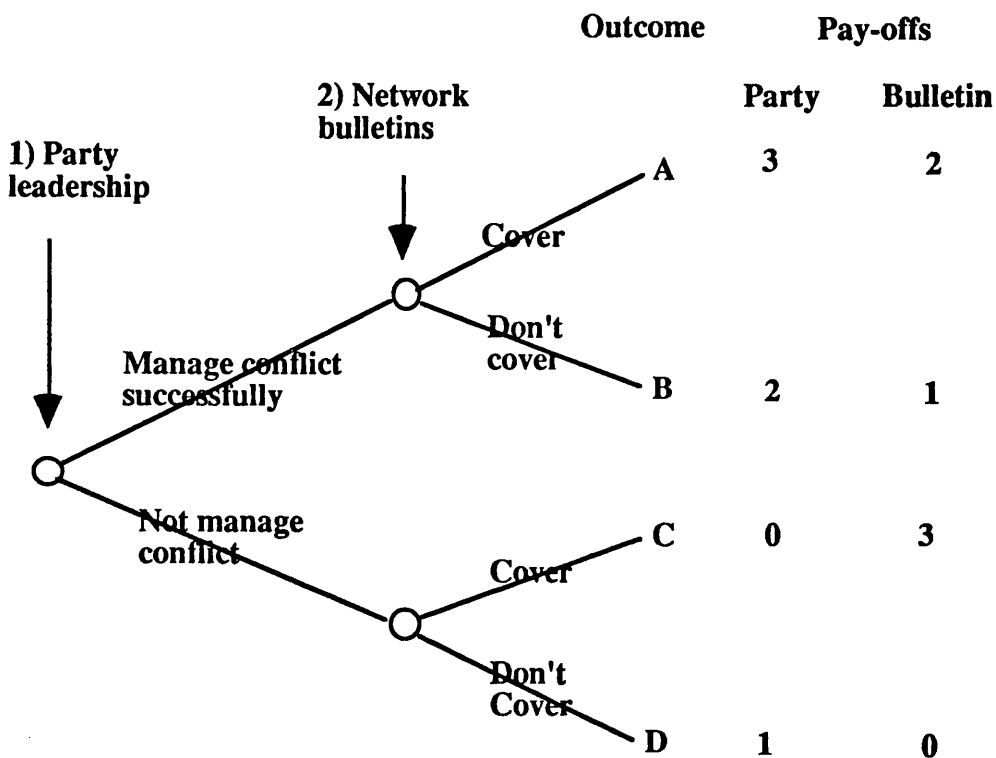 Outcome Pay-offs
2) Network
bulletins
Party Bulletin
1) Party
leadership
A 3 2
Cover
Don't
cover
Manage conflict
successfully
B 2 1
Not manage
conflict
C 0 3
Cover
Don't
Cover
D 1 0